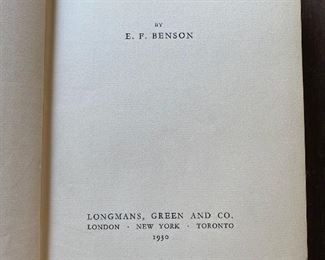 BY
E. F. BENSON
LONGMANS, GREEN AND CO.
LONDON · NEW YORK · TORONTO
1930